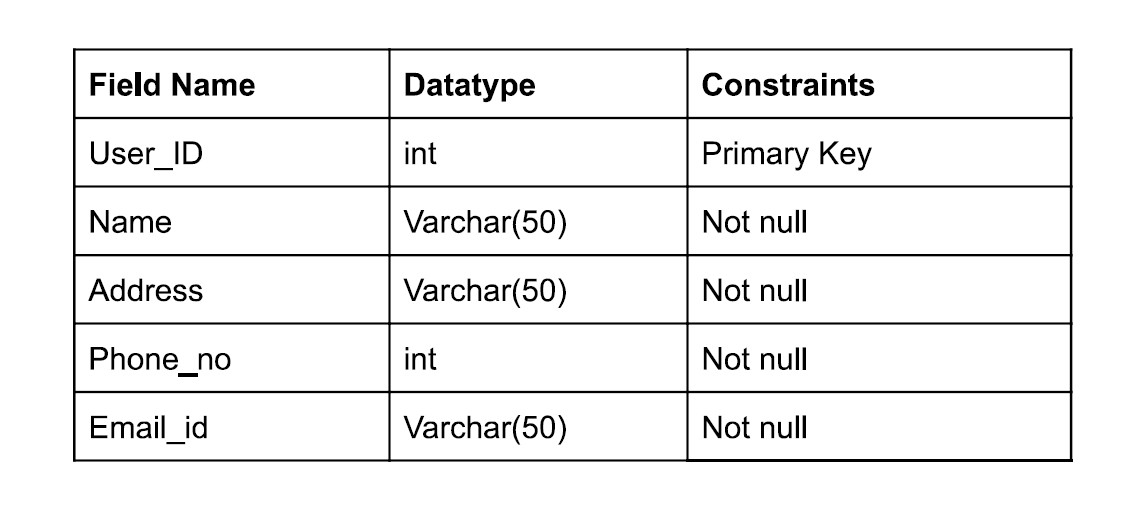 Field Name Datatype Constraints
User_ID int Primary Key
Name Varchar(50) Not null
Address Varchar(50) Not null
Phone_no int Not null
Email_id Varchar(50) Not null